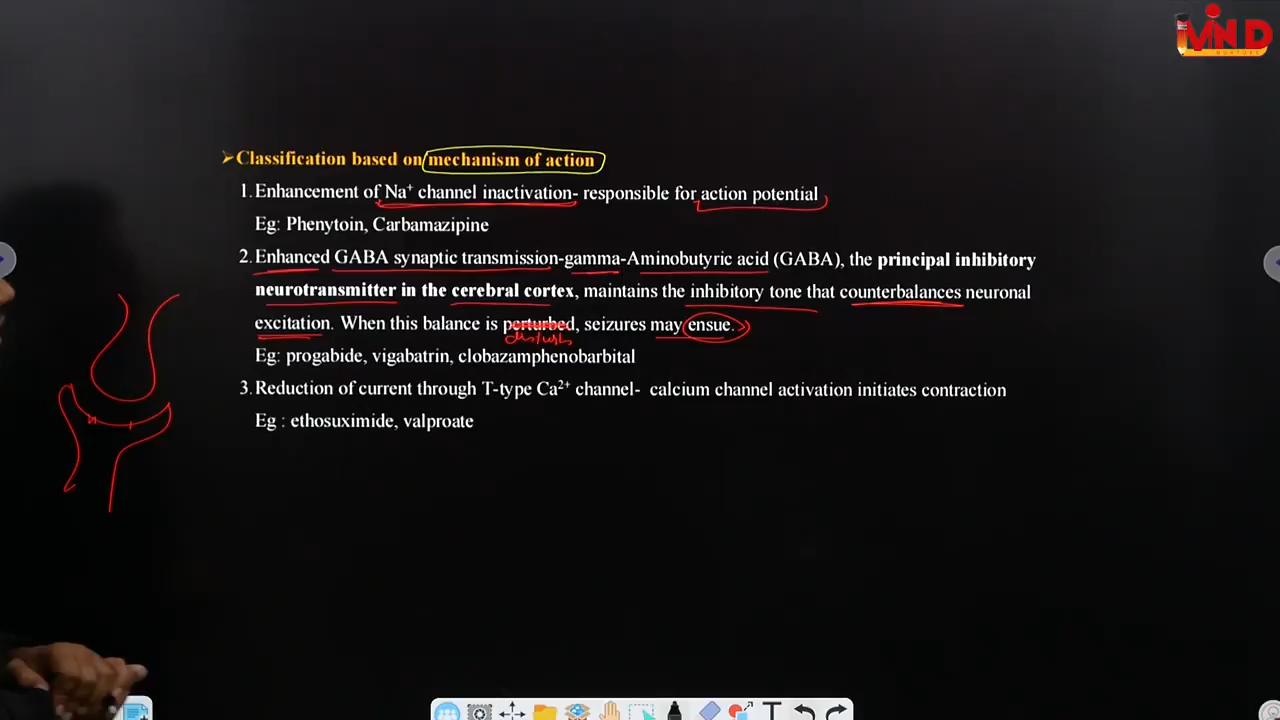 MIND
NURTURE
➢Classification based on mechanism of action
1. Enhancement of Na⁺ channel inactivation- responsible for action potential
Eg: Phenytoin, Carbamazipine
2. Enhanced GABA synaptic transmission-gamma-Aminobutyric acid (GABA), the principal inhibitory
neurotransmitter in the cerebral cortex, maintains the inhibitory tone that counterbalances neuronal
excitation. When this balance is perturbed, seizures may ensue.
disturb
Eg: progabide, vigabatrin, clobazamphenobarbital
3. Reduction of current through T-type Ca²⁺ channel- calcium channel activation initiates contraction
Eg : ethosuximide, valproate
T